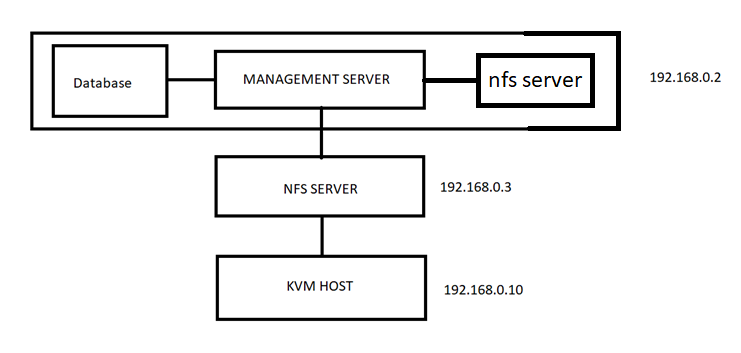 Database
MANAGEMENT SERVER
nfs server
192.168.0.2
NFS SERVER
192.168.0.3
KVM HOST
192.168.0.10